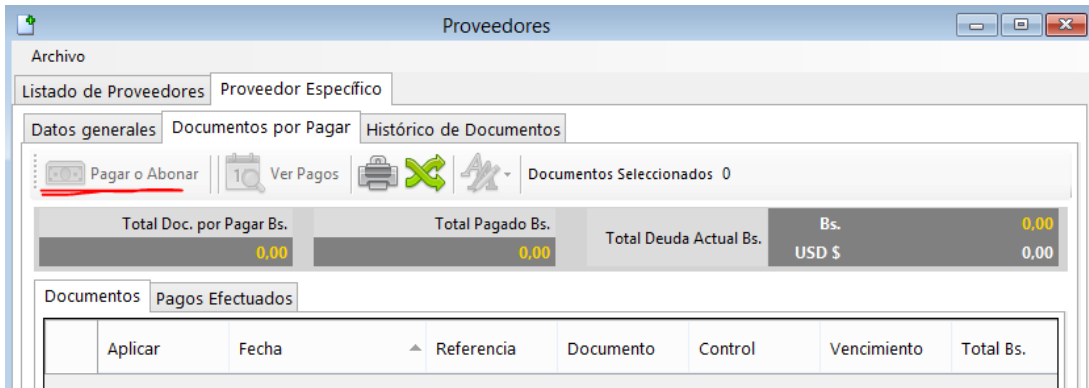 Proveedores
Archivo
Listado de Proveedores Proveedor Específico
Datos generales Documentos por Pagar Histórico de Documentos
Pagar o Abonar Ver Pagos Documentos Seleccionados 0
Total Doc. por Pagar Bs. Total Pagado Bs. Total Deuda Actual Bs. Bs. 0,00
0,00 0,00 USD $ 0,00
Documentos Pagos Efectuados
Aplicar Fecha Referencia Documento Control Vencimiento Total Bs.